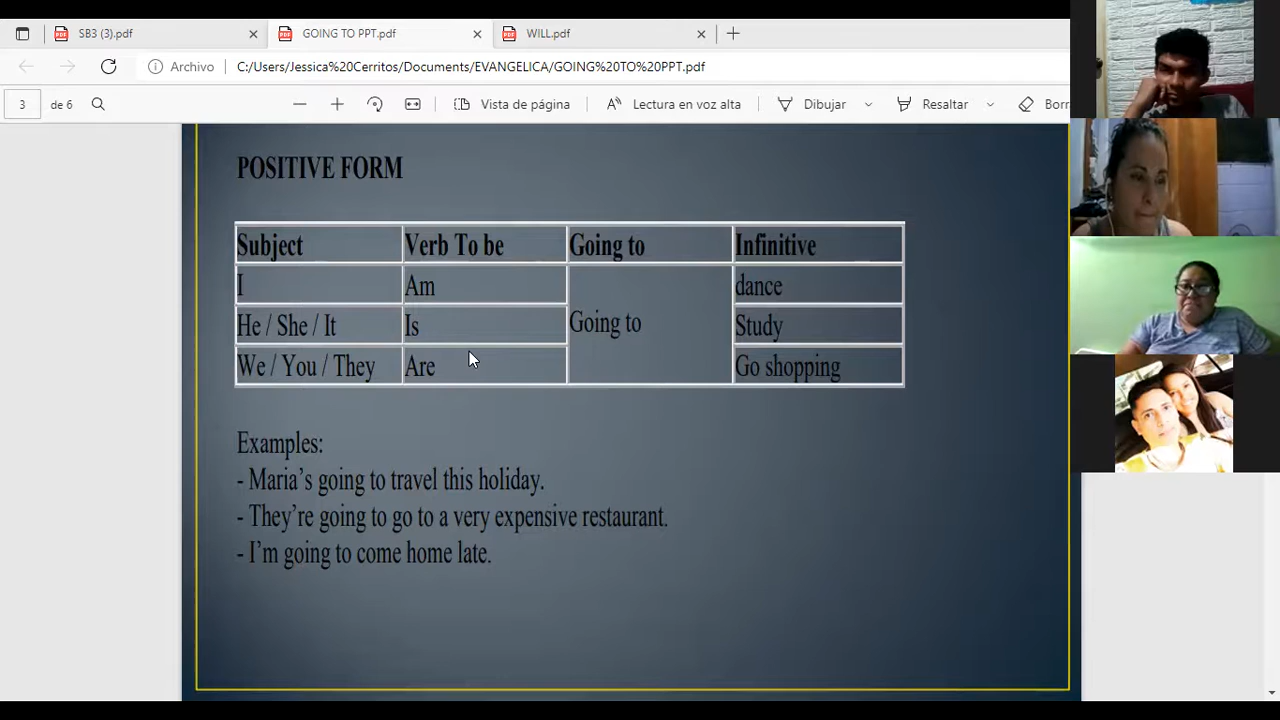 SB3 (3).pdf
GOING TO PPT.pdf
WILL.pdf
Archivo
C:/Users/Jessica%20Cerritos/Documents/EVANGELICA/GOING%20TO%20PPT.pdf
3 de 6
Vista de página
Lectura en voz alta
Dibujar
Resaltar
Borr
POSITIVE FORM
Subject Verb To be Going to Infinitive
I Am dance
Going to
He / She / It Is Study
We / You / They Are Go shopping
Examples:
- Maria's going to travel this holiday.
- They're going to go to a very expensive restaurant.
- I'm going to come home late.